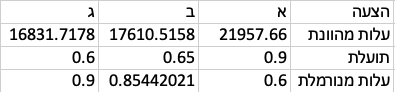 הצעה א ב ג
עלות מהוונת 21957.66 17610.5158 16831.7178
תועלת 0.9 0.65 0.6
עלות מנורמלת 0.6 0.85442021 0.9